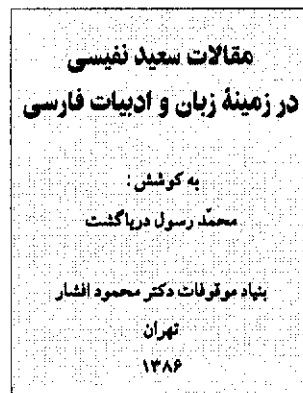 مقالات سعید نفیسی
در زمینهٔ زبان و ادبیات فارسی
به کوشش :
محمّد رسول دریاگشت
بنیاد موقوفات دکتر محمود افشار
تهران
۱۳۸۶